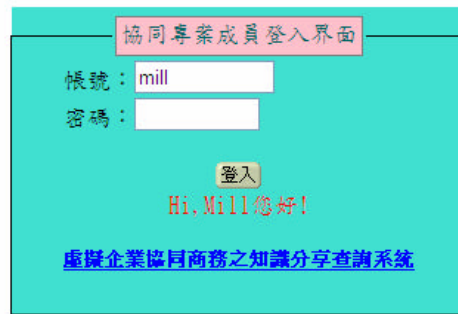 協同專案成員登入界面
帳號：mill
密碼：
登入
Hi,Mill您好!
虛擬企業協同商務之知識分享查詢系統